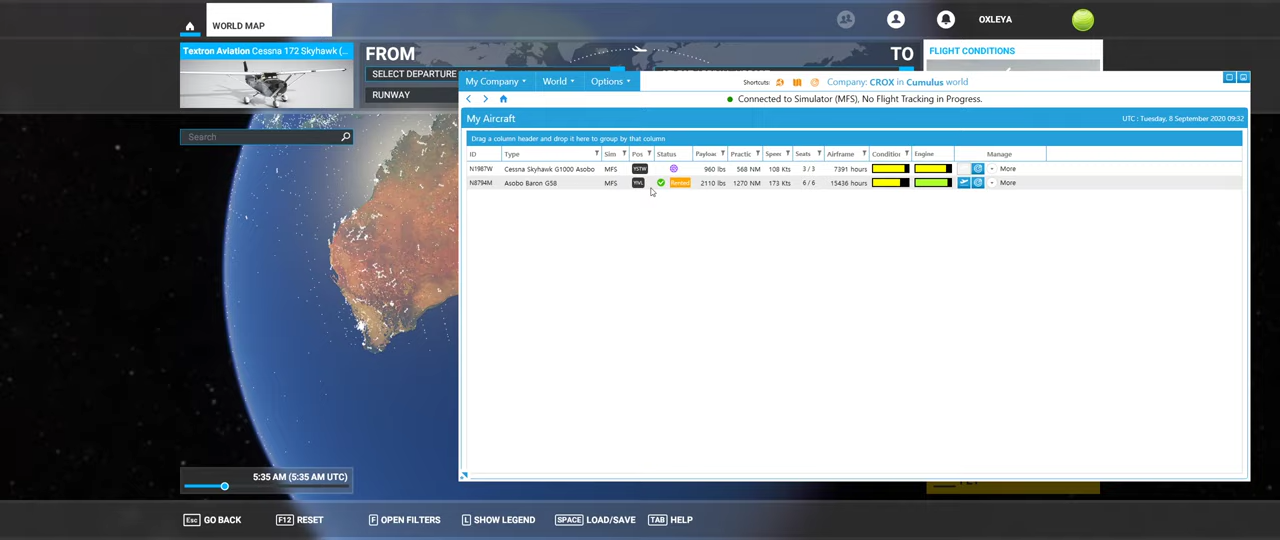 WORLD MAP
OXLEYA
Textron Aviation Cessna 172 Skyhawk (...
FROM
TO
FLIGHT CONDITIONS
RUNWAY
Search
My Company
World
Options
Shortcuts:
Company: CROX in Cumulus world
Connected to Simulator (MFS), No Flight Tracking in Progress.
My Aircraft
UTC : Tuesday, 8 September 2020 09:32
Drag a column header and drop it here to group by that column
ID Type Sim Pos Status Payloa Practic Speed Seats Airframe Conditio Engine Manage
N1987W Cessna Skyhawk G1000 Asobo MFS YSTW 960 lbs 568 NM 108 Kts 3 / 3 7391 hours More
N8794M Asobo Baron G58 MFS YIVL Rented 2110 lbs 1270 NM 173 Kts 6 / 6 15436 hours More
5:35 AM (5:35 AM UTC)
Esc GO BACK
F12 RESET
F OPEN FILTERS
L SHOW LEGEND
SPACE LOAD/SAVE
TAB HELP